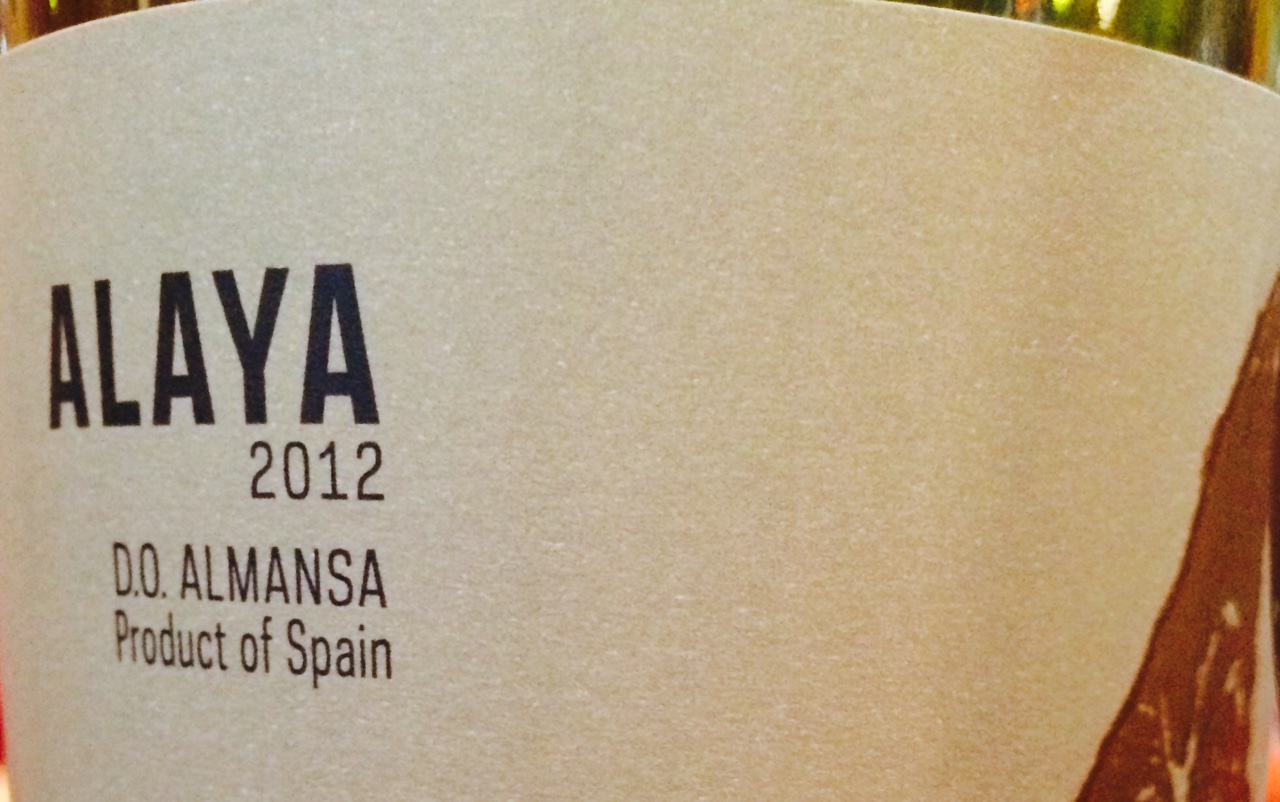 ALAYA
2012
D.O. ALMANSA
Product of Spain